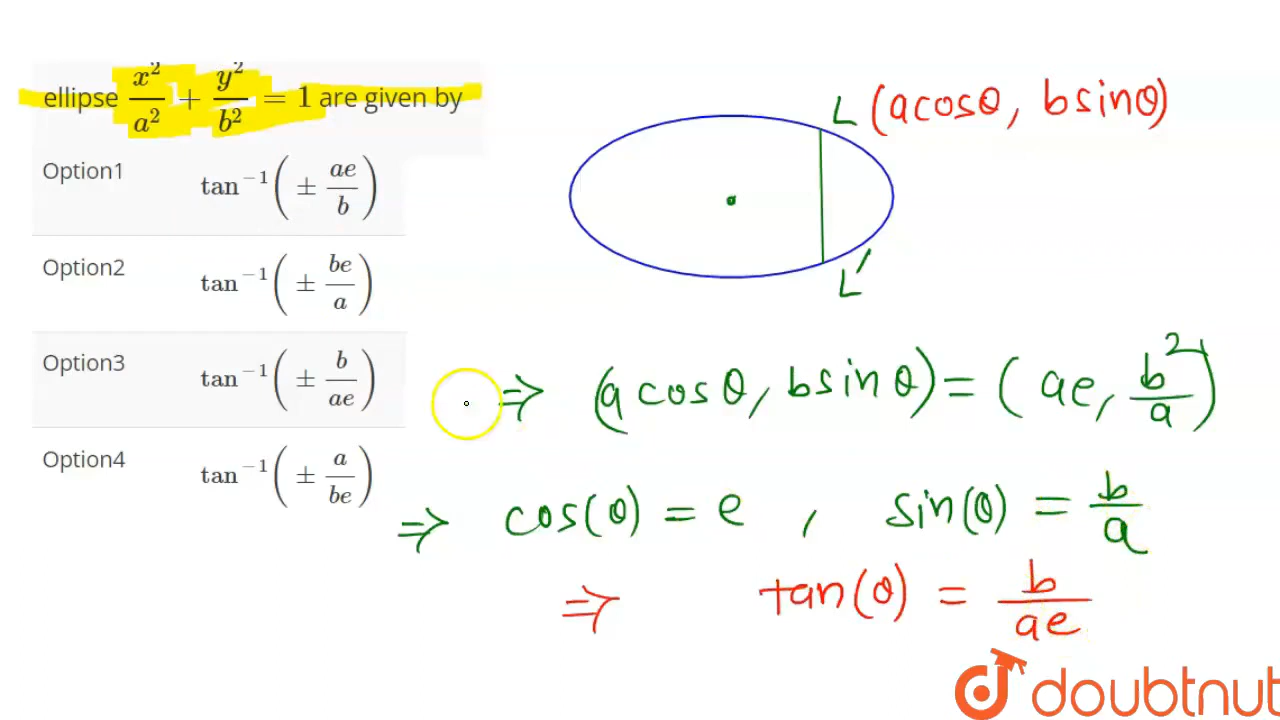 ellipse x²/a² + y²/b² = 1 are given by
Option1 tan⁻¹(± ae/b)
Option2 tan⁻¹(± be/a)
Option3 tan⁻¹(± b/ae)
Option4 tan⁻¹(± a/be)
L (acosθ, bsinθ)
L'
⇒ (a cosθ, bsinθ) = (ae, b²/a)
⇒ cos(θ) = e , sin(θ) = b/a
⇒ tan(θ) = b/ae
doubtnut